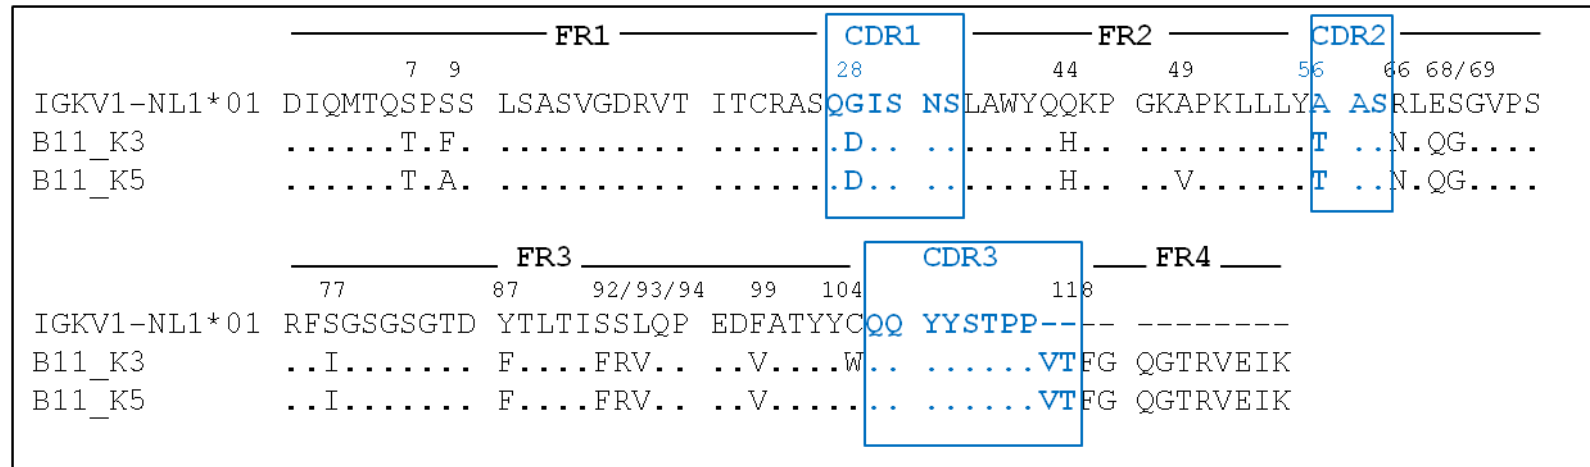 FR1 CDR1 FR2 CDR2
7 9 28 44 49 56 66 68/69
IGKV1-NL1*01 DIQMTQSPSS LSASVGDRVT ITCRASQGIS NSLAWYQQKP GKAPKLLLYA ASRLESGVPS
B11_K3 ......T.F. .......... .......D.. ......H.. .........T ..N.QG....
B11_K5 ......T.A. .......... .......D.. ......H.. ..V......T ..N.QG....
FR3 CDR3 FR4
77 87 92/93/94 99 104 118
IGKV1-NL1*01 RFSGSGSGTD YTLTISSLQP EDFATYYCQQ YYSTPP---- --------
B11_K3 ..I....... F....FRV.. ..V....W.. ......VTFG QGTRVEIK
B11_K5 ..I....... F....FRV.. ..V....... ......VTFG QGTRVEIK